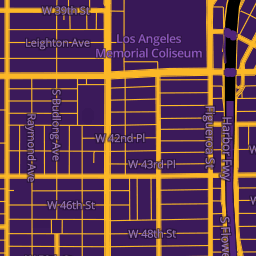 W 39th St
Leighton Ave
Los Angeles
Memorial Coliseum
S Budlong Ave
Raymond Ave
W 42nd Pl
W 43rd Pl
Figueroa St
Harbor Fwy
W 46th St
W 48th St
S Flowe
W
W